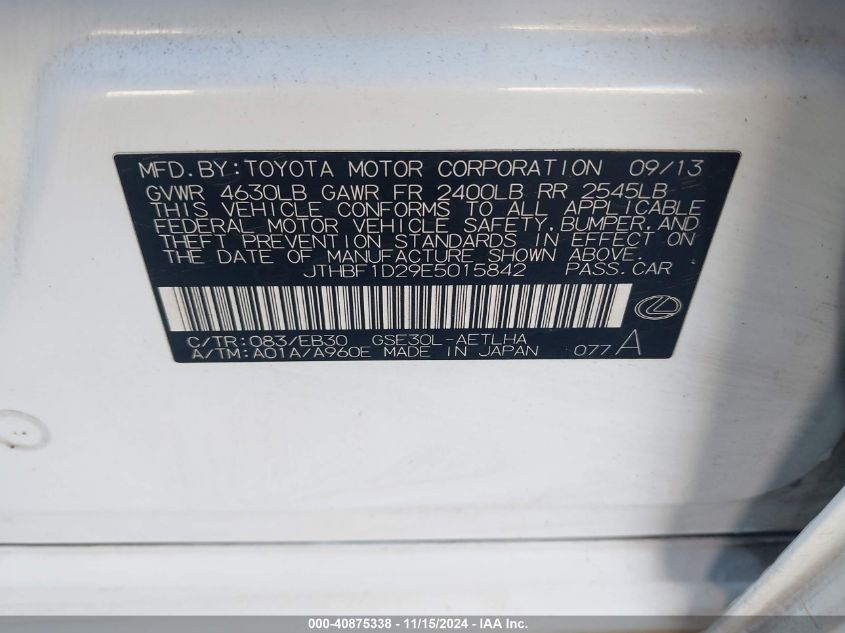 MFD.BY:TOYOTA MOTOR CORPORATION 09/13
GVWR 4630LB GAWR FR 2400LB RR 2545LB
THIS VEHICLE CONFORMS TO ALL APPLICABLE
FEDERAL MOTOR VEHICLE SAFETY,BUMPER,AND
THEFT PREVENTION STANDARDS IN EFFECT ON
THE DATE OF MANUFACTURE SHOWN ABOVE.
JTHBF1D29E5015842 PASS.CAR
C/TR:083/EB30 GSE30L-AETLHA
A/TM:A01A/A960E MADE IN JAPAN 077A
000-40875338 - 11/15/2024 - IAA Inc.